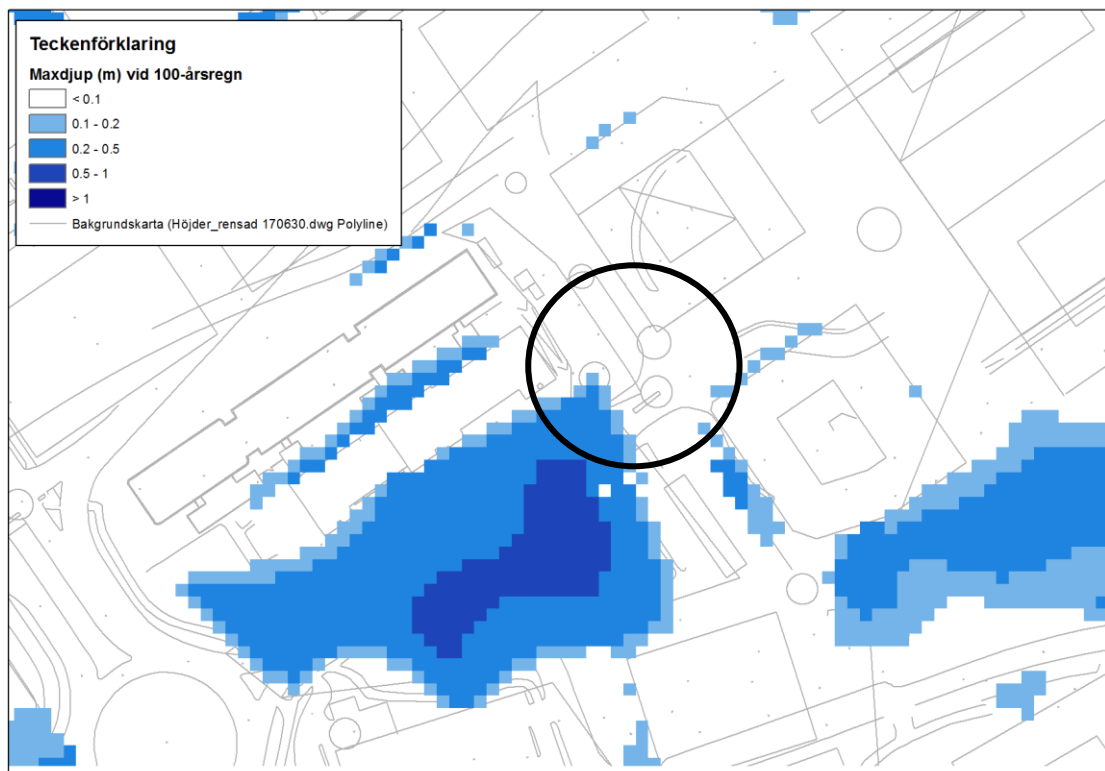 Teckenförklaring
Maxdjup (m) vid 100-årsregn
< 0.1
0.1 - 0.2
0.2 - 0.5
0.5 - 1
> 1
Bakgrundskarta (Höjder_rensad 170630.dwg Polyline)